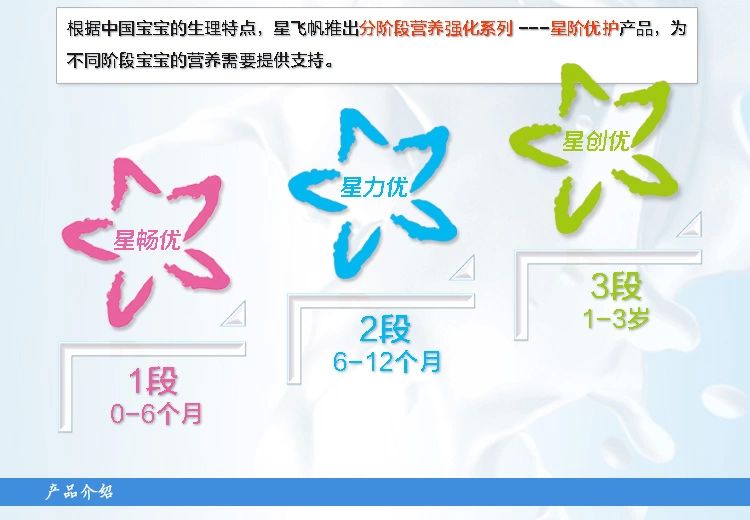 根据中国宝宝的生理特点，星飞帆推出分阶段营养强化系列 ---星阶优护产品，为
不同阶段宝宝的营养需要提供支持。
星创优
星力优
星畅优
3段
1-3岁
2段
6-12个月
1段
0-6个月
产品介绍